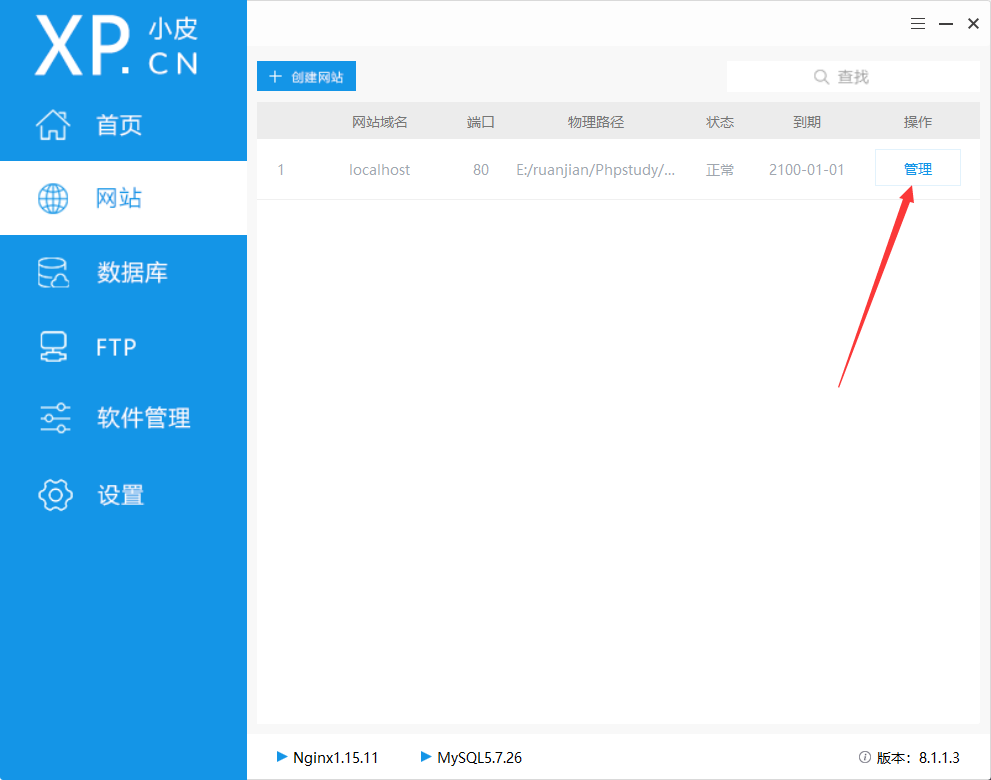 XP. 小皮
CN
首页
网站
数据库
FTP
软件管理
设置
创建网站
查找
网站域名 端口 物理路径 状态 到期 操作
1 localhost 80 E:/ruanjian/Phpstudy/... 正常 2100-01-01 管理
Nginx1.15.11 MySQL5.7.26 版本：8.1.1.3